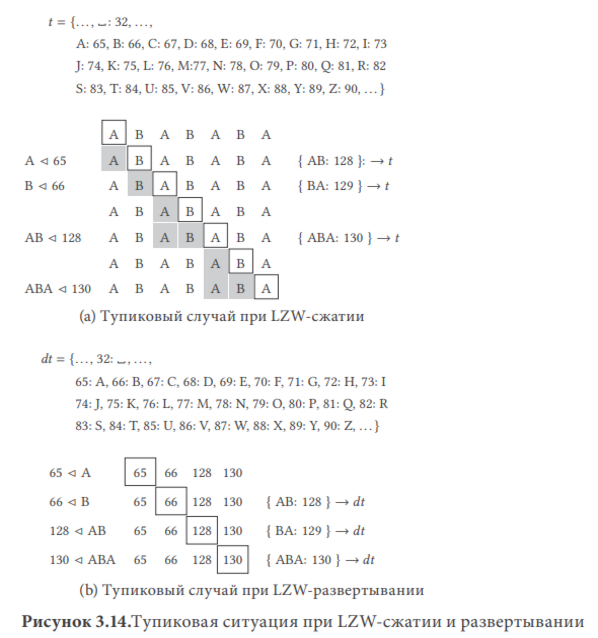 t = {…, ␣: 32, …,
A: 65, B: 66, C: 67, D: 68, E: 69, F: 70, G: 71, H: 72, I: 73
J: 74, K: 75, L: 76, M:77, N: 78, O: 79, P: 80, Q: 81, R: 82
S: 83, T: 84, U: 85, V: 86, W: 87, X: 88, Y: 89, Z: 90, … }
A B A B A B A
A ⊲ 65 A B A B A B A { AB: 128 }: → t
B ⊲ 66 A B A B A B A { BA: 129 } → t
A B A B A B A
AB ⊲ 128 A B A B A B A { ABA: 130 } → t
A B A B A B A
ABA ⊲ 130 A B A B A B A
(a) Тупиковый случай при LZW-сжатии
dt = {…, 32: ␣, …,
65: A, 66: B, 67: C, 68: D, 69: E, 70: F, 71: G, 72: H, 73: I
74: J, 75: K, 76: L, 77: M, 78: N, 79: O, 80: P, 81: Q, 82: R
83: S, 84: T, 85: U, 86: V, 87: W, 88: X, 89: Y, 90: Z, … }
65 ⊲ A 65 66 128 130
66 ⊲ B 65 66 128 130 { AB: 128 } → dt
128 ⊲ AB 65 66 128 130 { BA: 129 } → dt
130 ⊲ ABA 65 66 128 130 { ABA: 130 } → dt
(b) Тупиковый случай при LZW-развертывании
Рисунок 3.14.Тупиковая ситуация при LZW-сжатии и развертывании